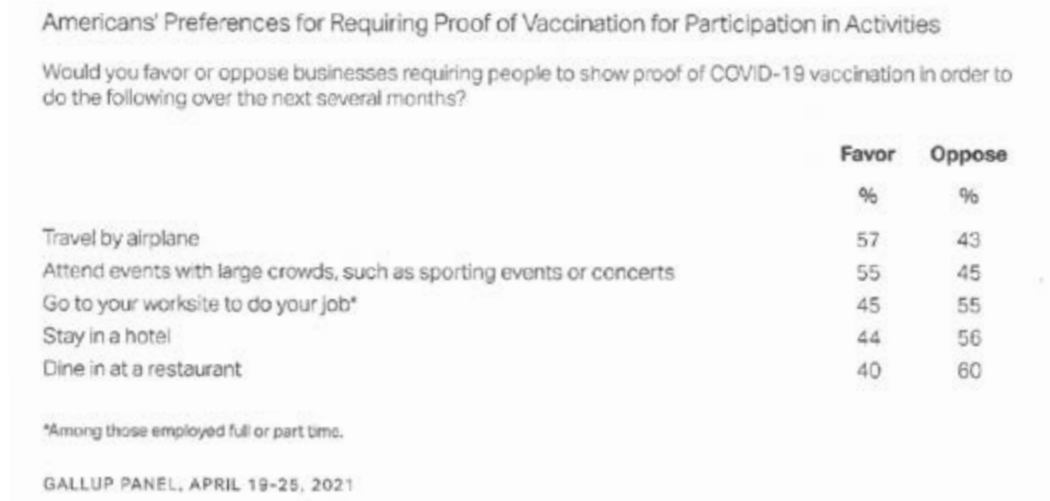 Americans' Preferences for Requiring Proof of Vaccination for Participation in Activities
Would you favor or oppose businesses requiring people to show proof of COVID-19 vaccination in order to
do the following over the next several months?
Favor Oppose
% %
Travel by airplane 57 43
Attend events with large crowds, such as sporting events or concerts 55 45
Go to your worksite to do your job* 45 55
Stay in a hotel 44 56
Dine in at a restaurant 40 60
*Among those employed full or part time.
GALLUP PANEL, APRIL 19-25, 2021